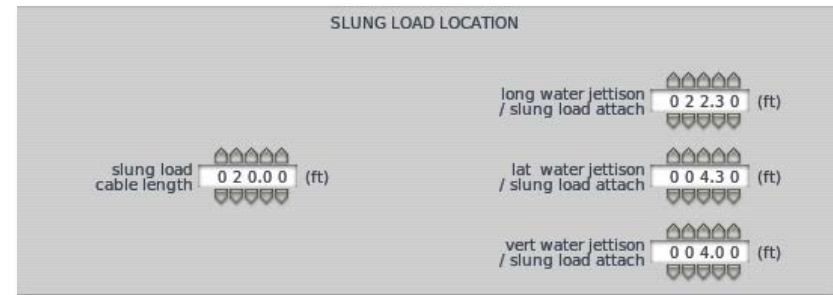 SLUNG LOAD LOCATION
long water jettison
/ slung load attach
0 2 2.3 0 (ft)
slung load
cable length
0 2 0.0 0 (ft)
lat water jettison
/ slung load attach
0 0 4.3 0 (ft)
vert water jettison
/ slung load attach
0 0 4.0 0 (ft)